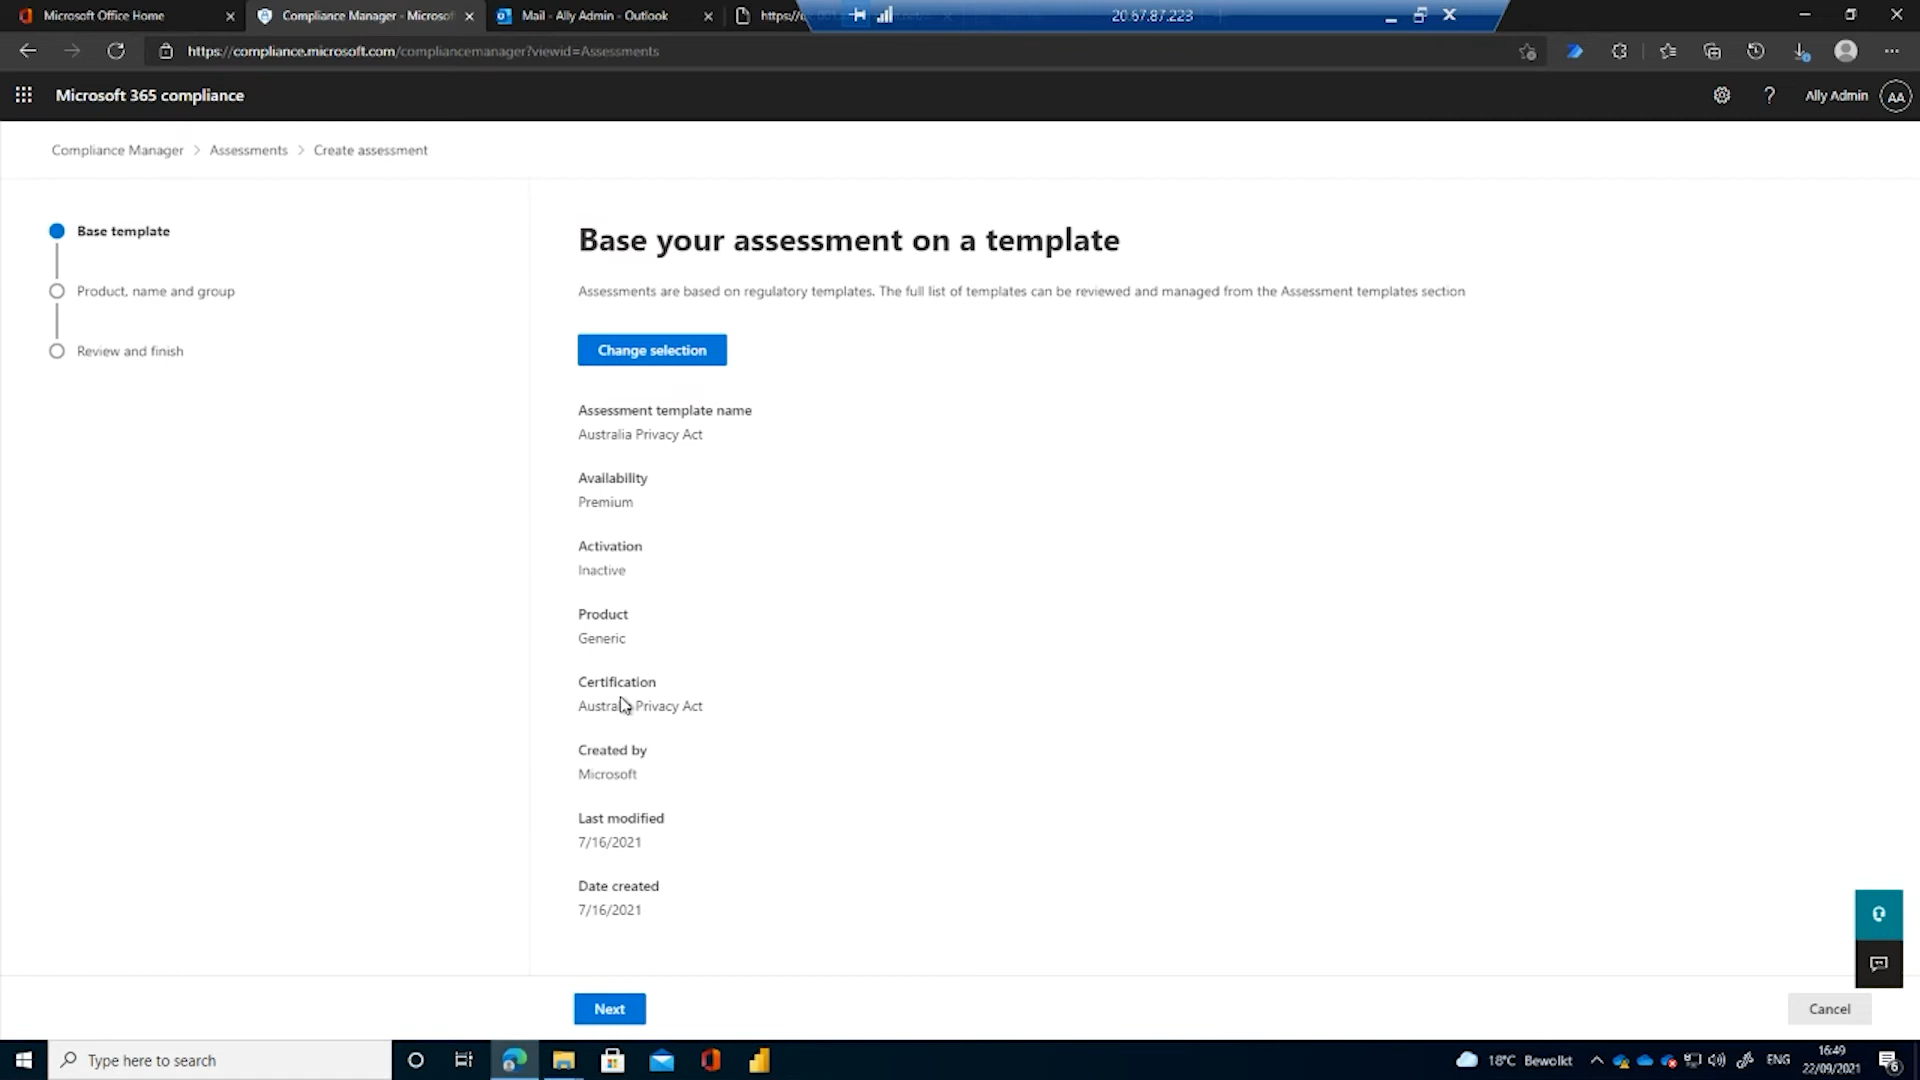 Microsoft Office Home
Compliance Manager - Microsof
Mail - Ally Admin - Outlook
20.67.87.223
https://compliance.microsoft.com/compliancemanager?viewid=Assessments
Microsoft 365 compliance
?
Ally Admin
AA
Compliance Manager > Assessments > Create assessment
Base template
Product, name and group
Review and finish
Base your assessment on a template
Assessments are based on regulatory templates. The full list of templates can be reviewed and managed from the Assessment templates section
Change selection
Assessment template name
Australia Privacy Act
Availability
Premium
Activation
Inactive
Product
Generic
Certification
Australia Privacy Act
Created by
Microsoft
Last modified
7/16/2021
Date created
7/16/2021
Next
Cancel
Type here to search
18°C Bewolkt
ENG
16:49
22/09/2021
6